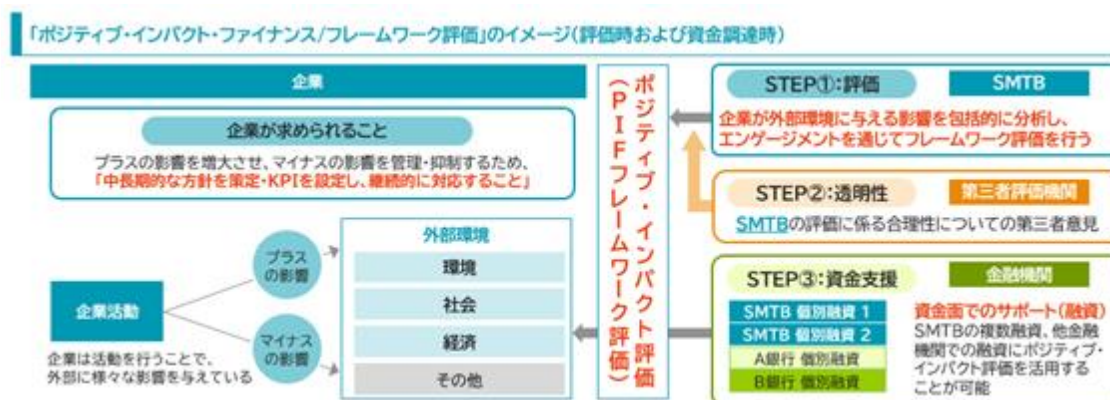 「ポジティブ・インパクト・ファイナンス/フレームワーク評価」のイメージ(評価時および資金調達時)
企業
企業が求められること
プラスの影響を増大させ、マイナスの影響を管理・抑制するため、
「中長期的な方針を策定・KPIを設定し、継続的に対応すること」
企業活動
企業は活動を行うことで、
外部に様々な影響を与えている
プラス
の影響
マイナス
の影響
外部環境
環境
社会
経済
その他
ポジティブ・インパクト評価
(PIFフレームワーク評価)
STEP①:評価
SMTB
企業が外部環境に与える影響を包括的に分析し、
エンゲージメントを通じてフレームワーク評価を行う
STEP②:透明性
第三者評価機関
SMTBの評価に係る合理性についての第三者意見
STEP③:資金支援
金融機関
SMTB 個別融資 1
SMTB 個別融資 2
A銀行 個別融資
B銀行 個別融資
資金面でのサポート(融資)
SMTBの複数融資、他金融
機関での融資にポジティブ・
インパクト評価を活用する
ことが可能